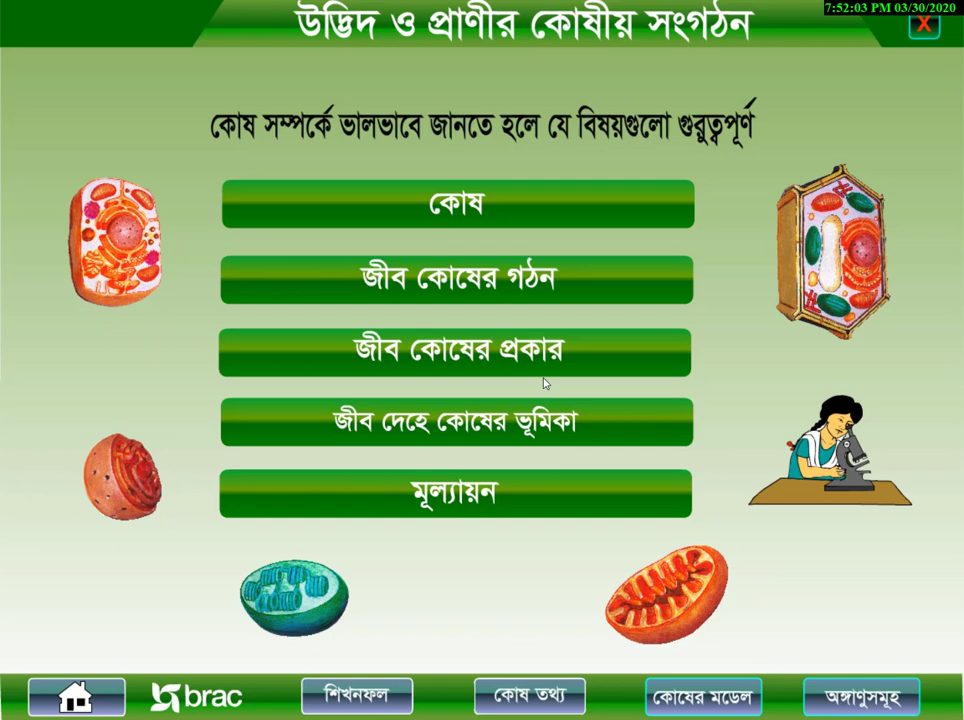 7:52:03 PM 03/30/2020
উদ্ভিদ ও প্রাণীর কোষীয় সংগঠন
X
কোষ সম্পর্কে ভালভাবে জানতে হলে যে বিষয়গুলো গুরুত্বপূর্ণ
কোষ
জীব কোষের গঠন
জীব কোষের প্রকার
জীব দেহে কোষের ভূমিকা
মূল্যায়ন
brac
শিখনফল
কোষ তথ্য
কোষের মডেল
অঙ্গাণুসমূহ